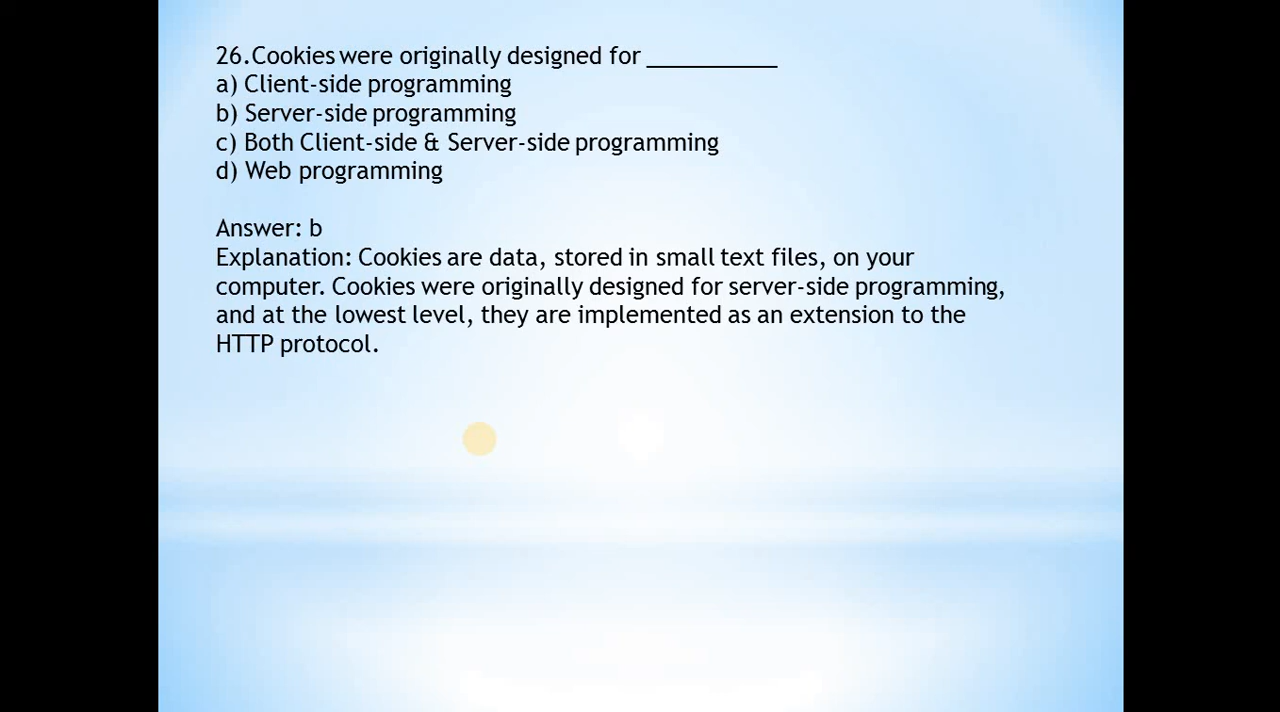 26.Cookies were originally designed for __________
a) Client-side programming
b) Server-side programming
c) Both Client-side & Server-side programming
d) Web programming
Answer: b
Explanation: Cookies are data, stored in small text files, on your
computer. Cookies were originally designed for server-side programming,
and at the lowest level, they are implemented as an extension to the
HTTP protocol.